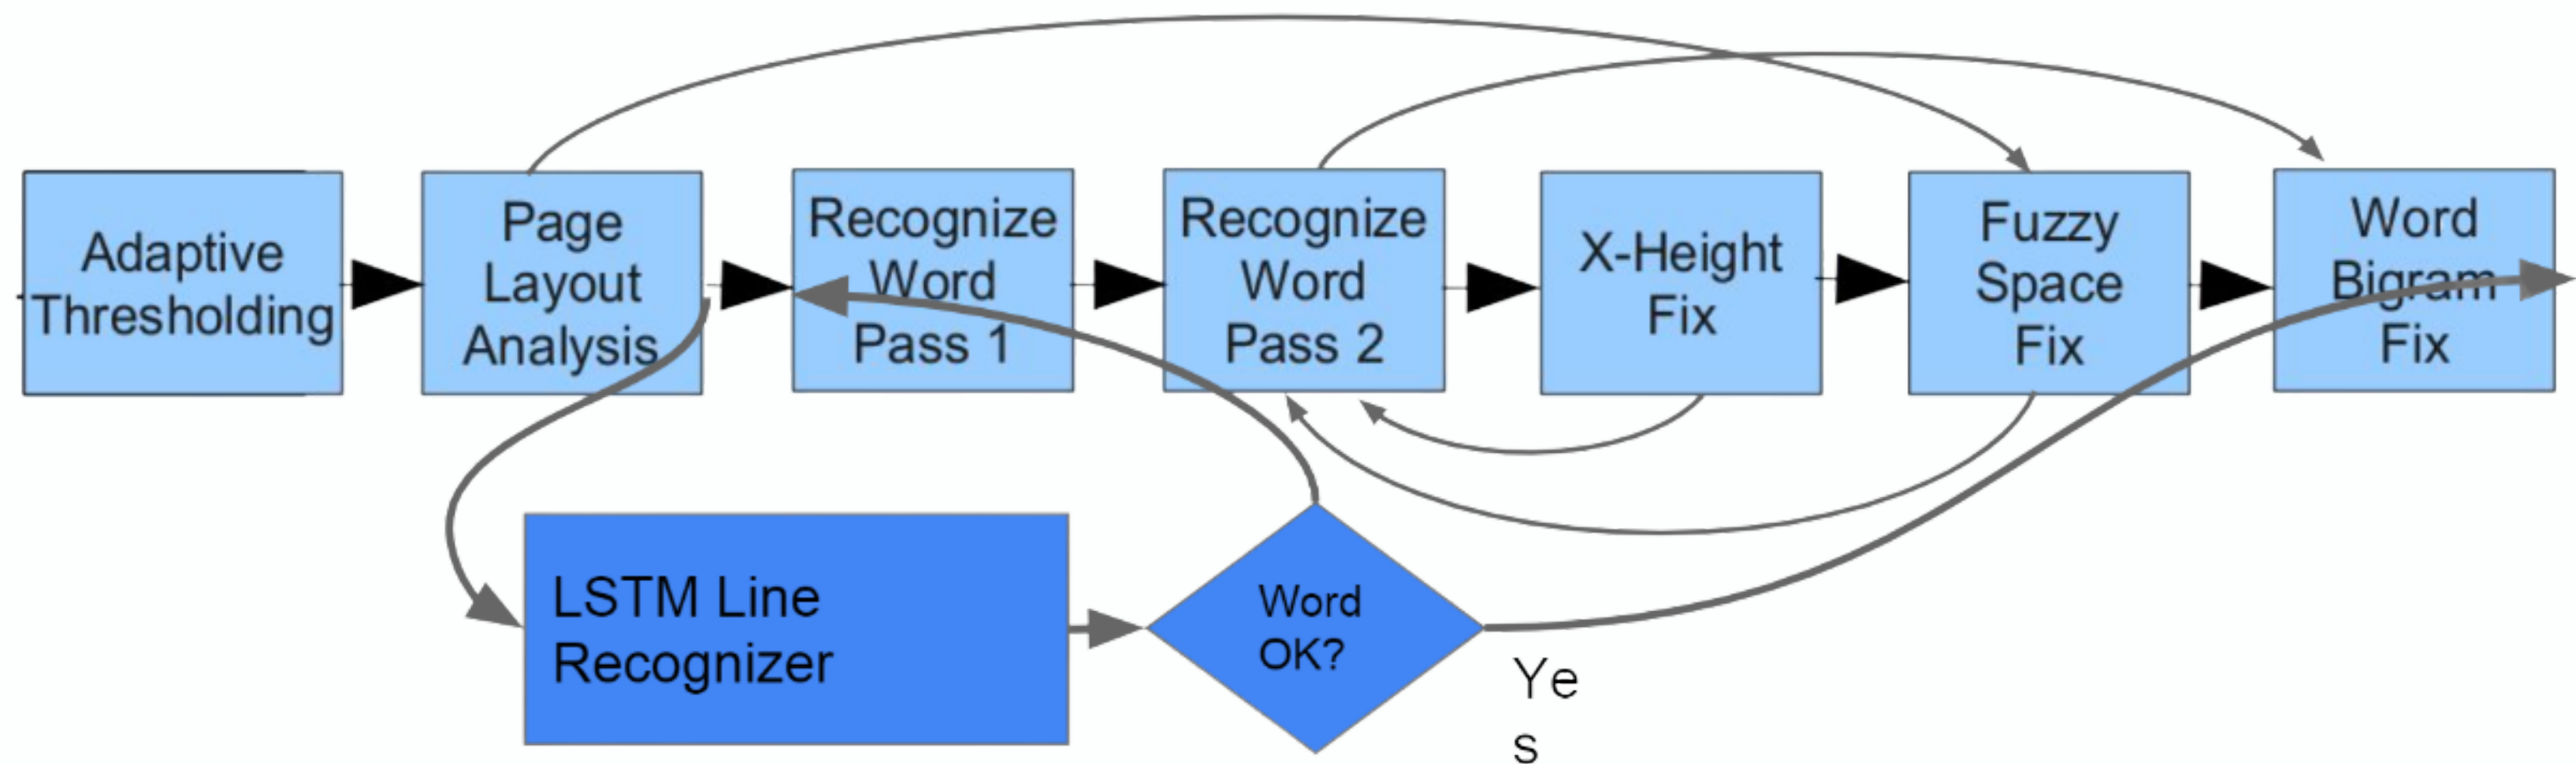 Adaptive
Thresholding
Page
Layout
Analysis
Recognize
Word
Pass 1
Recognize
Word
Pass 2
X-Height
Fix
Fuzzy
Space
Fix
Word
Bigram
Fix
LSTM Line
Recognizer
Word
OK?
Ye
s